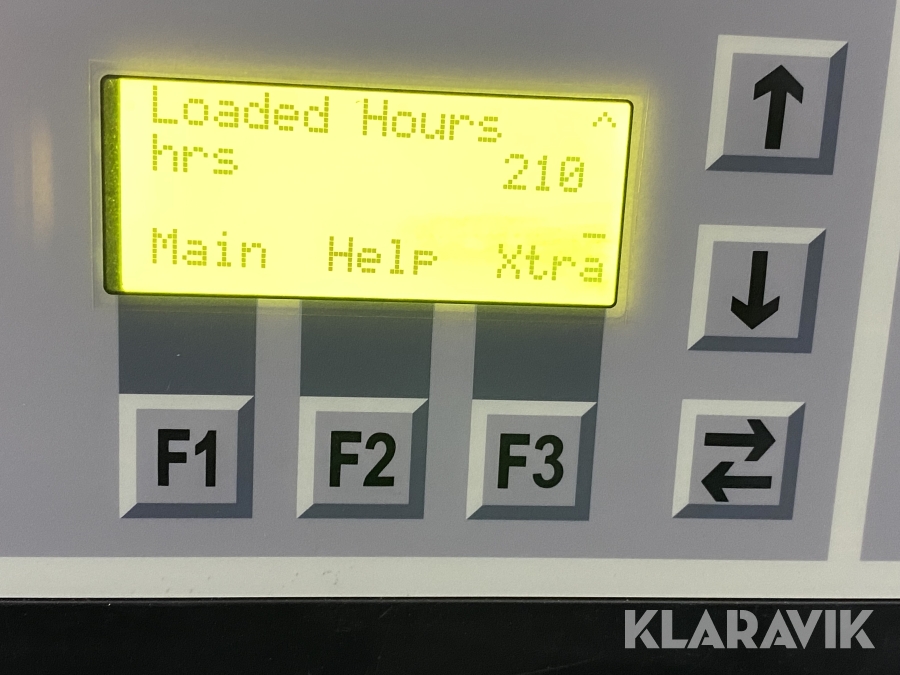 Loaded Hours ^
hrs 210
Main Help Xtra
F1 F2 F3
KLARAVIK